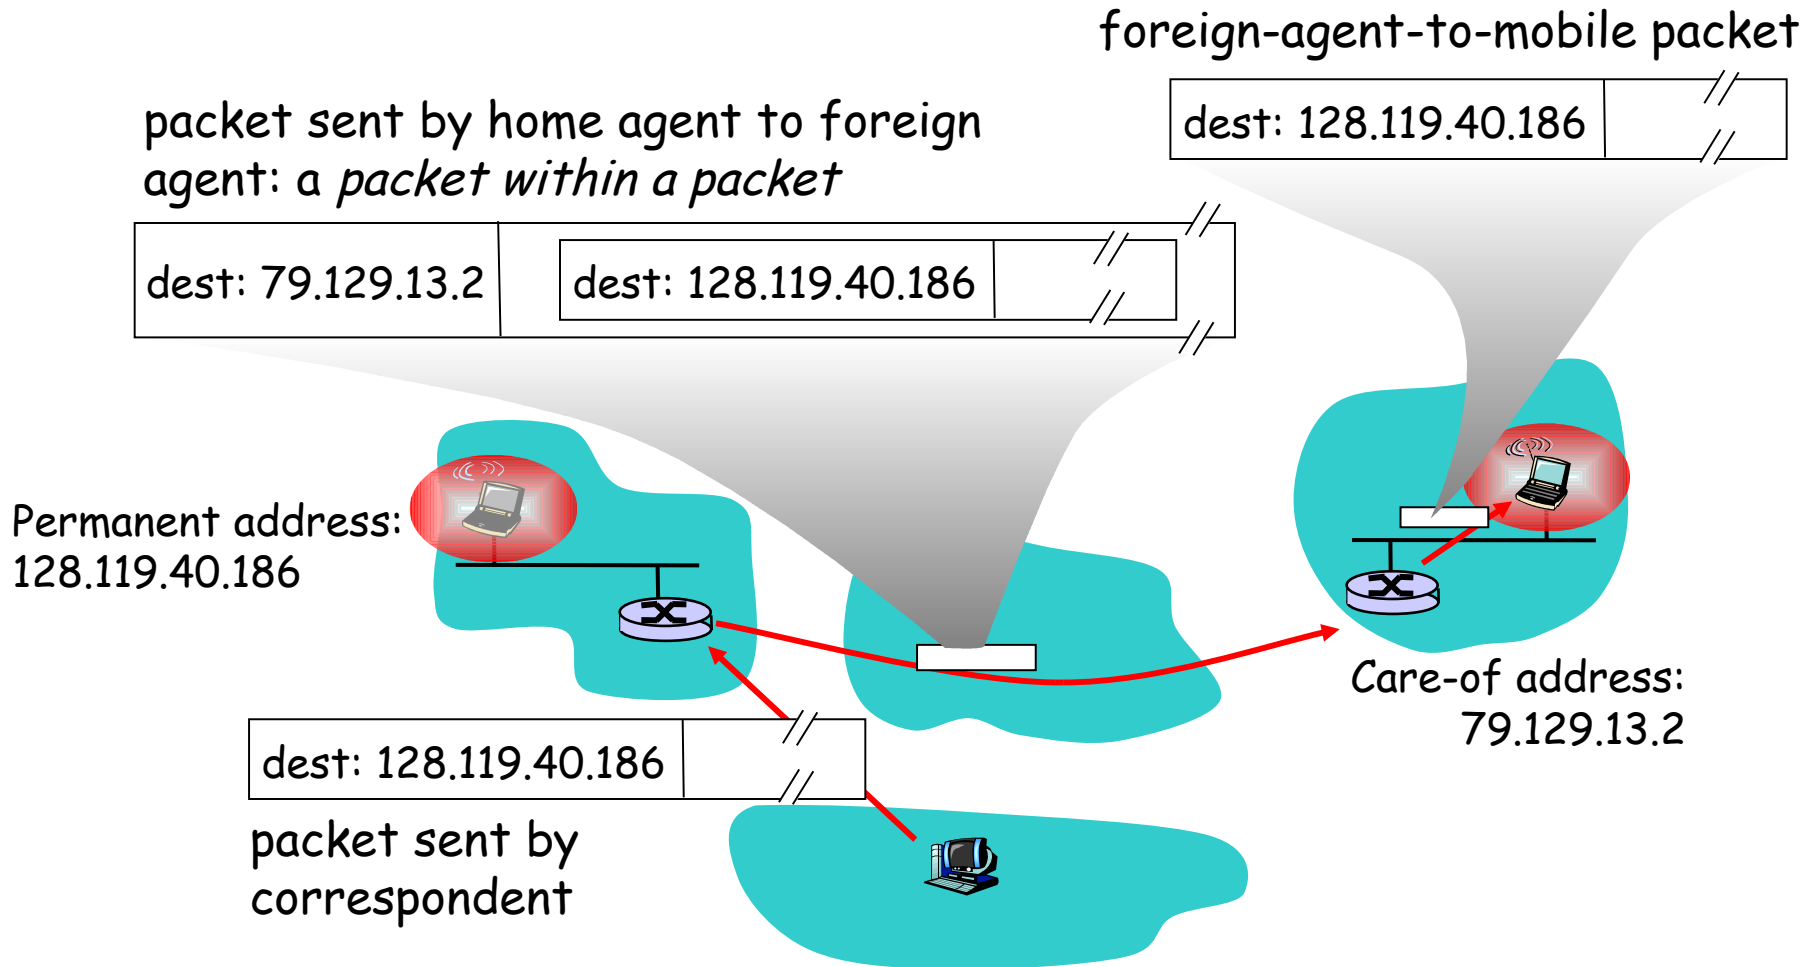 foreign-agent-to-mobile packet
dest: 128.119.40.186
packet sent by home agent to foreign
agent: a packet within a packet
dest: 79.129.13.2
dest: 128.119.40.186
Permanent address:
128.119.40.186
Care-of address:
79.129.13.2
dest: 128.119.40.186
packet sent by
correspondent